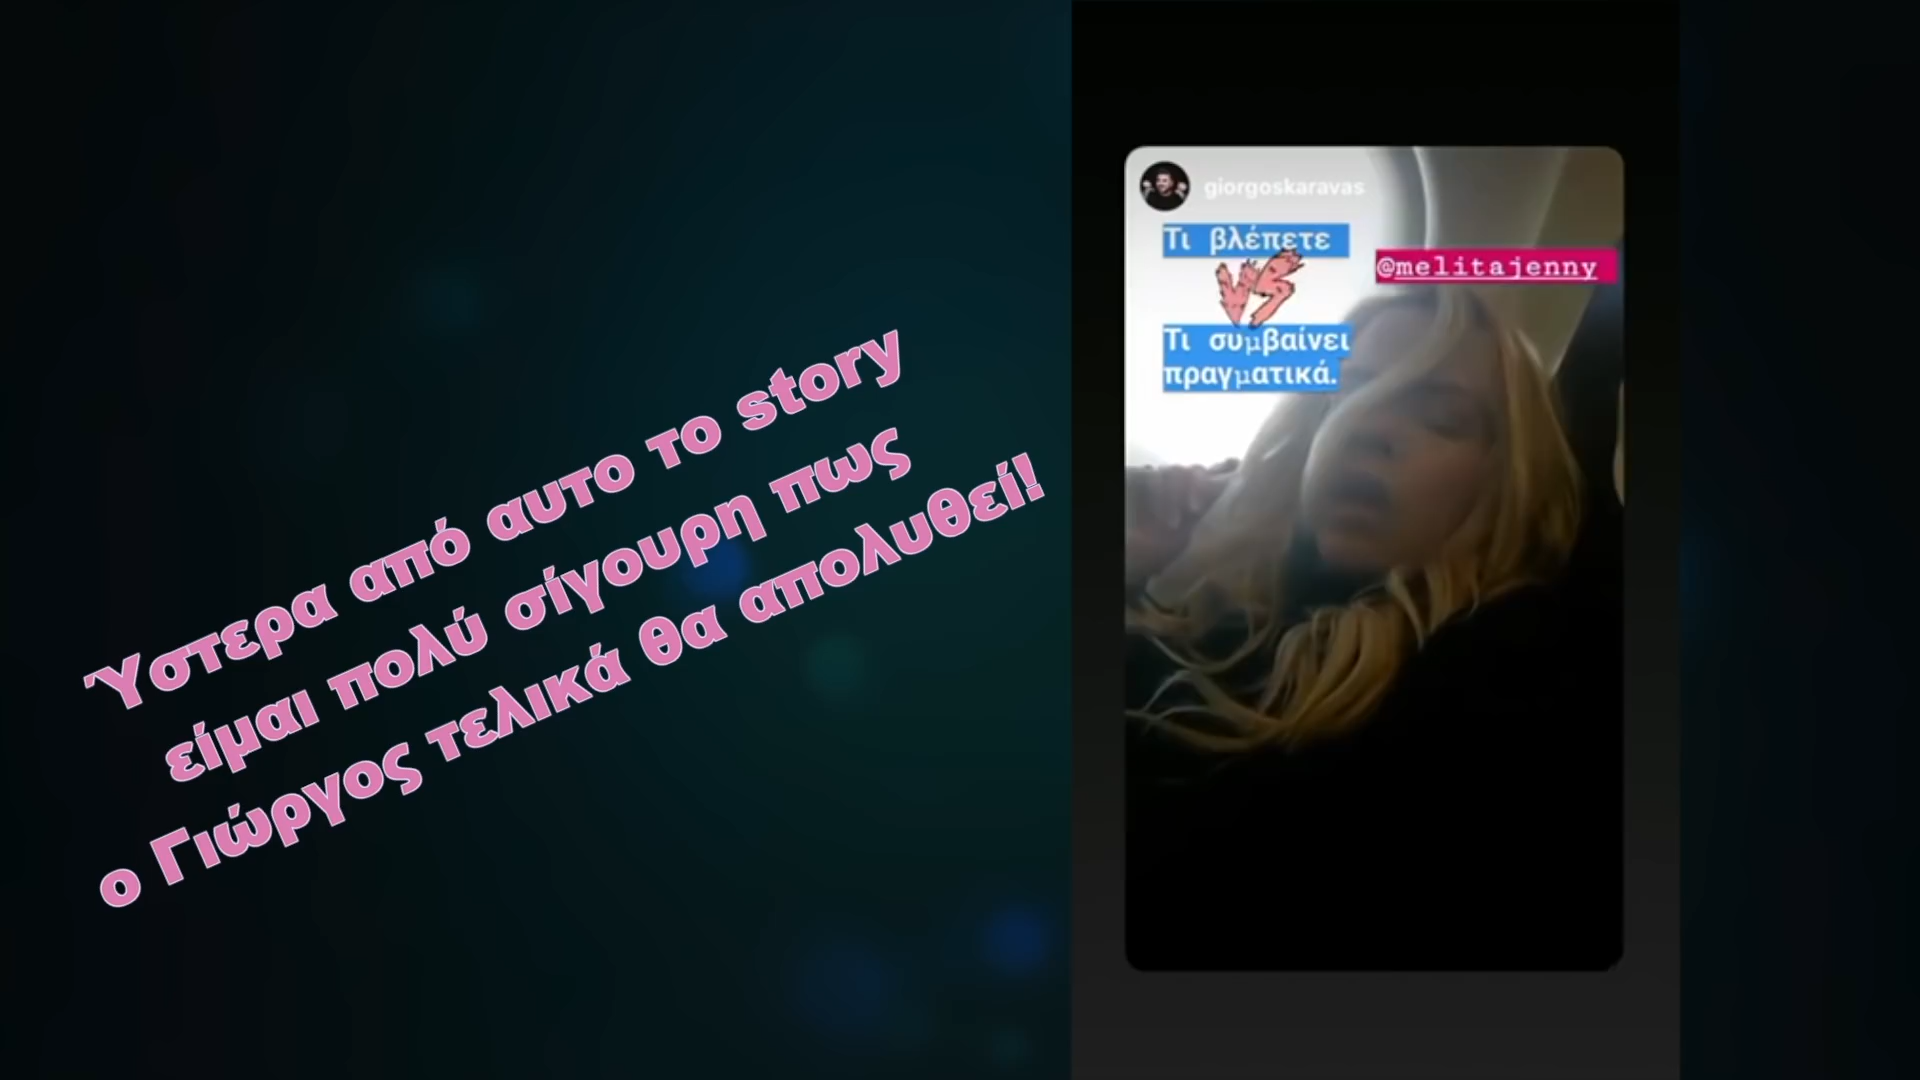 Ύστερα από αυτο το story
είμαι πολύ σίγουρη πως
ο Γιώργος τελικά θα απολυθεί!
giorgoskaravas
Τι βλέπετε
VS
@melitajenny
Τι συμβαίνει
πραγματικά.